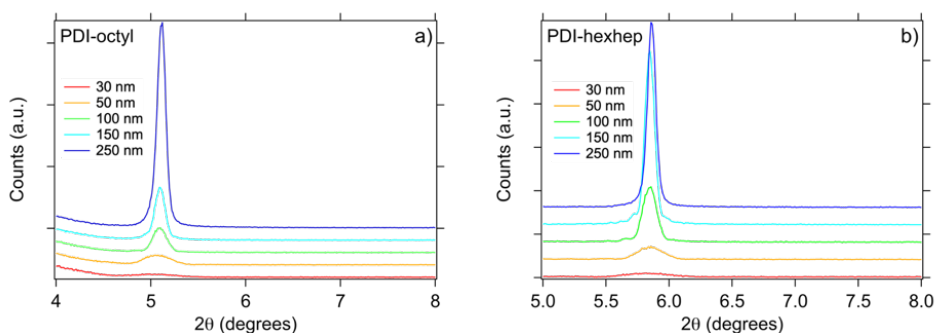 PDI-octyl
a)
30 nm
50 nm
100 nm
150 nm
250 nm
Counts (a.u.)
4
5
6
7
8
2θ (degrees)
PDI-hexhep
b)
30 nm
50 nm
100 nm
150 nm
250 nm
Counts (a.u.)
5.0
5.5
6.0
6.5
7.0
7.5
8.0
2θ (degrees)